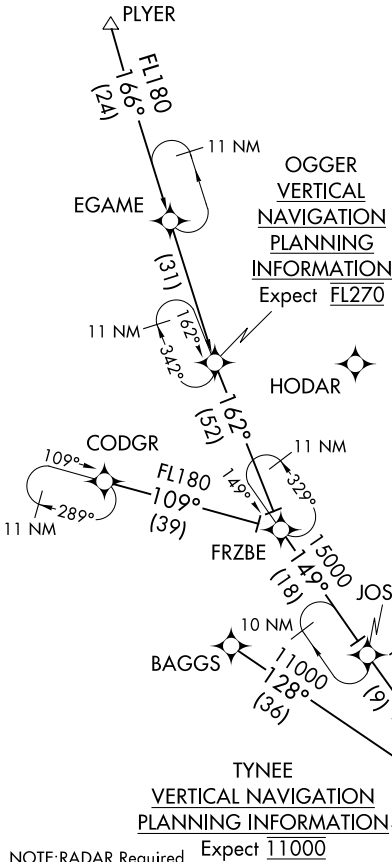 PLYER
FL180
166°
(24)
11 NM
EGAME
OGGER
VERTICAL
NAVIGATION
PLANNING
INFORMATION
Expect FL270
(31)
11 NM
162°
342°
HODAR
162°
(52)
CODGR
109°
289°
11 NM
FL180
109°
(39)
11 NM
149°
329°
FRZBE
15000
149°
(18)
JOS
10 NM
BAGGS
11000
128°
(36)
(9)
TYNEE
VERTICAL NAVIGATION
PLANNING INFORMATION
Expect 11000
NOTE:RADAR Required